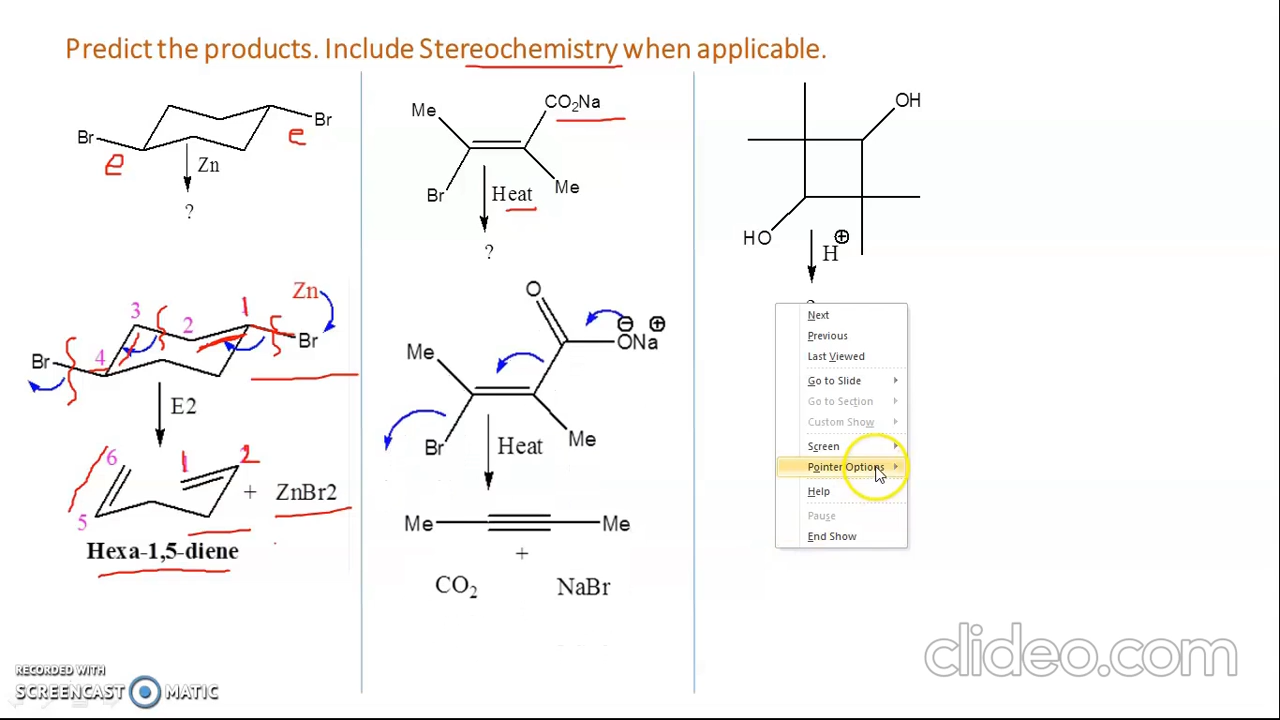 Predict the products. Include Stereochemistry when applicable.
Br
Br
e
e
Zn
?
Me
CO₂Na
Br
Me
Heat
?
OH
HO
H⊕
Zn
3
2
1
4
Br
Br
E2
6
1
2
5
+ ZnBr2
Hexa-1,5-diene
O
⊖ ⊕
ONa
Me
Br
Me
Heat
Me
Me
+
CO₂
NaBr
Next
Previous
Last Viewed
Go to Slide
Go to Section
Custom Show
Screen
Pointer Options
Help
Pause
End Show
clideo.com
RECORDED WITH
SCREENCAST MATIC